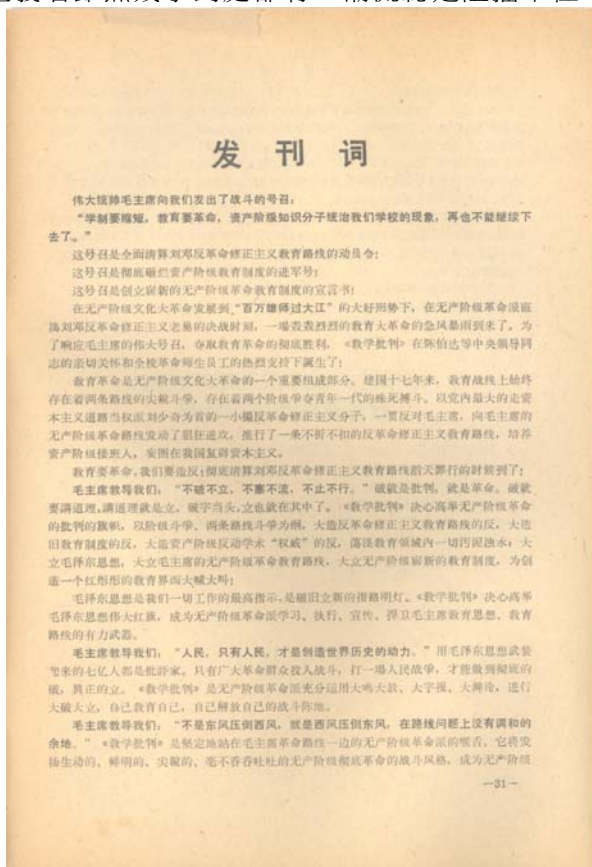 发刊词
伟大统帅毛主席向我们发出了战斗的号召：
“学制要缩短，教育要革命，资产阶级知识分子统治我们学校的现象，再也不能继续下
去了。”
这号召是全面清算刘邓反革命修正主义教育路线的动员令；
这号召是彻底砸烂资产阶级教育制度的进军号；
这号召是创立崭新的无产阶级革命教育制度的宣言书！
在无产阶级文化大革命发展到“百万雄师过大江”的大好形势下，在无产阶级革命派直
捣刘邓反革命修正主义老巢的决战时刻，一場轰轰烈烈的教育大革命的急风暴雨到来了。为
了响应毛主席的伟大号召，夺取教育革命的彻底胜利，《教学批判》在陈伯达等中央领导同
志的亲切关怀和全校革命师生员工的热烈支持下誕生了！
教育革命是无产阶级文化大革命的一个重要组成部分。建国十七年来，教育战线上始终
存在着两条路线的尖銳斗爭，存在着两个阶级爭夺青年一代的殊死搏斗。以党內最大的走资
本主义道路当权派刘少奇为首的一小撮反革命修正主义分子，一贯反对毛主席，向毛主席的
无产阶级革命路线发动了猖狂进攻，推行了一条不折不扣的反革命修正主义教育路线，培养
资产阶级接班人，妄图在我国复辟资本主义。
教育要革命，我们要造反！彻底清算刘邓反革命修正主义教育路线滔天罪行的时候到了！
毛主席教导我们，“不破不立，不塞不流，不止不行。”破就是批判，就是革命。破就
要講道理，講道理就是立，破字当头，立也就在其中了。《教学批判》决心高举无产阶级革命
的批判的旗帜，以阶级斗爭、两条路线斗爭为纲，大造反革命修正主义教育路线的反，大造
旧教育制度的反，大造资产阶级反动学术“权威”的反，荡滌教育领域內一切污泥浊水；大
立毛泽东思想，大立毛主席的无产阶级革命教育路线，大立无产阶级崭新的教育制度，为创
造一个红彤彤的教育界而大喊大叫！
毛泽东思想是我们一切工作的最高指示，是破旧立新的指路明灯。《教学批判》决心高举
毛泽东思想伟大红旗，成为无产阶级革命派学习、执行、宣传、捍卫毛主席教育思想、教育
路线的有力武器。
毛主席教导我们，“人民，只有人民，才是创造世界历史的动力。”用毛泽东思想武装
起来的七亿人都是批評家。只有广大革命群众投入战斗，打一場人民战爭，才能做到彻底的
破，真正的立。《教学批判》是无产阶级革命派充分运用大鳴大放、大字报、大辯论，进行
大破大立，自己教育自己，自己解放自己的战斗陣地。
毛主席教导我们，“不是东风压倒西风，就是西风压倒东风，在路线问题上没有调和的
余地。”《教学批判》是坚定地站在毛主席革命路线一边的无产阶级革命派的喉舌，它将发
扬生动的、鲜明的、尖銳的、毫不吞吞吐吐的无产阶级彻底革命的战斗风格，成为无产阶级
—31—